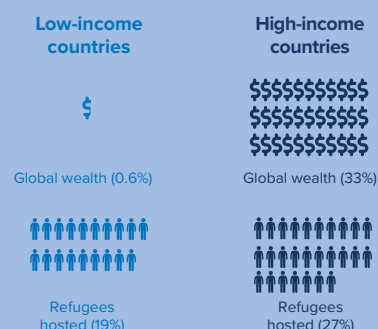 Low-income
countries
High-income
countries
$
$$$$$$$$$$$
$$$$$$$$$$$
$$$$$$$$$$$
Global wealth (0.6%)
Global wealth (33%)
Refugees
hosted (19%)
Refugees
hosted (27%)